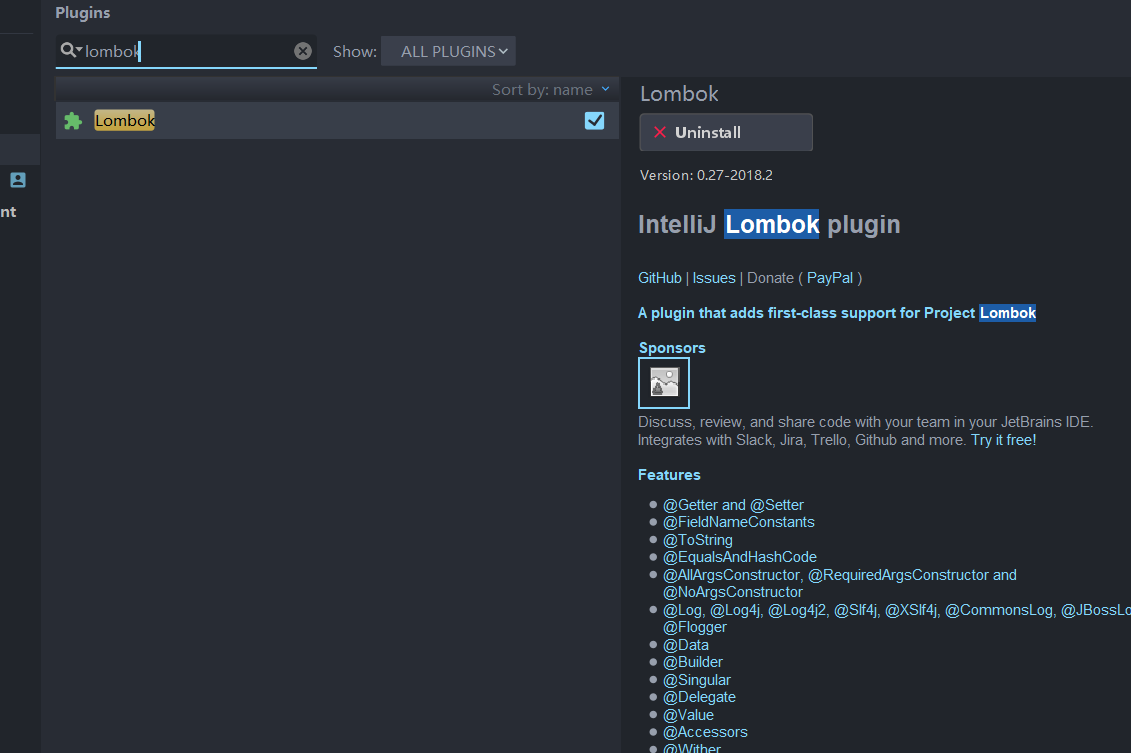 Plugins
lombok
Show: ALL PLUGINS
Sort by: name
Lombok
nt
Lombok
Uninstall
Version: 0.27-2018.2
IntelliJ Lombok plugin
GitHub | Issues | Donate ( PayPal )
A plugin that adds first-class support for Project Lombok
Sponsors
Discuss, review, and share code with your team in your JetBrains IDE.
Integrates with Slack, Jira, Trello, Github and more. Try it free!
Features
@Getter and @Setter
@FieldNameConstants
@ToString
@EqualsAndHashCode
@AllArgsConstructor, @RequiredArgsConstructor and
@NoArgsConstructor
@Log, @Log4j, @Log4j2, @Slf4j, @XSlf4j, @CommonsLog, @JBossLo
@Flogger
@Data
@Builder
@Singular
@Delegate
@Value
@Accessors
@Wither